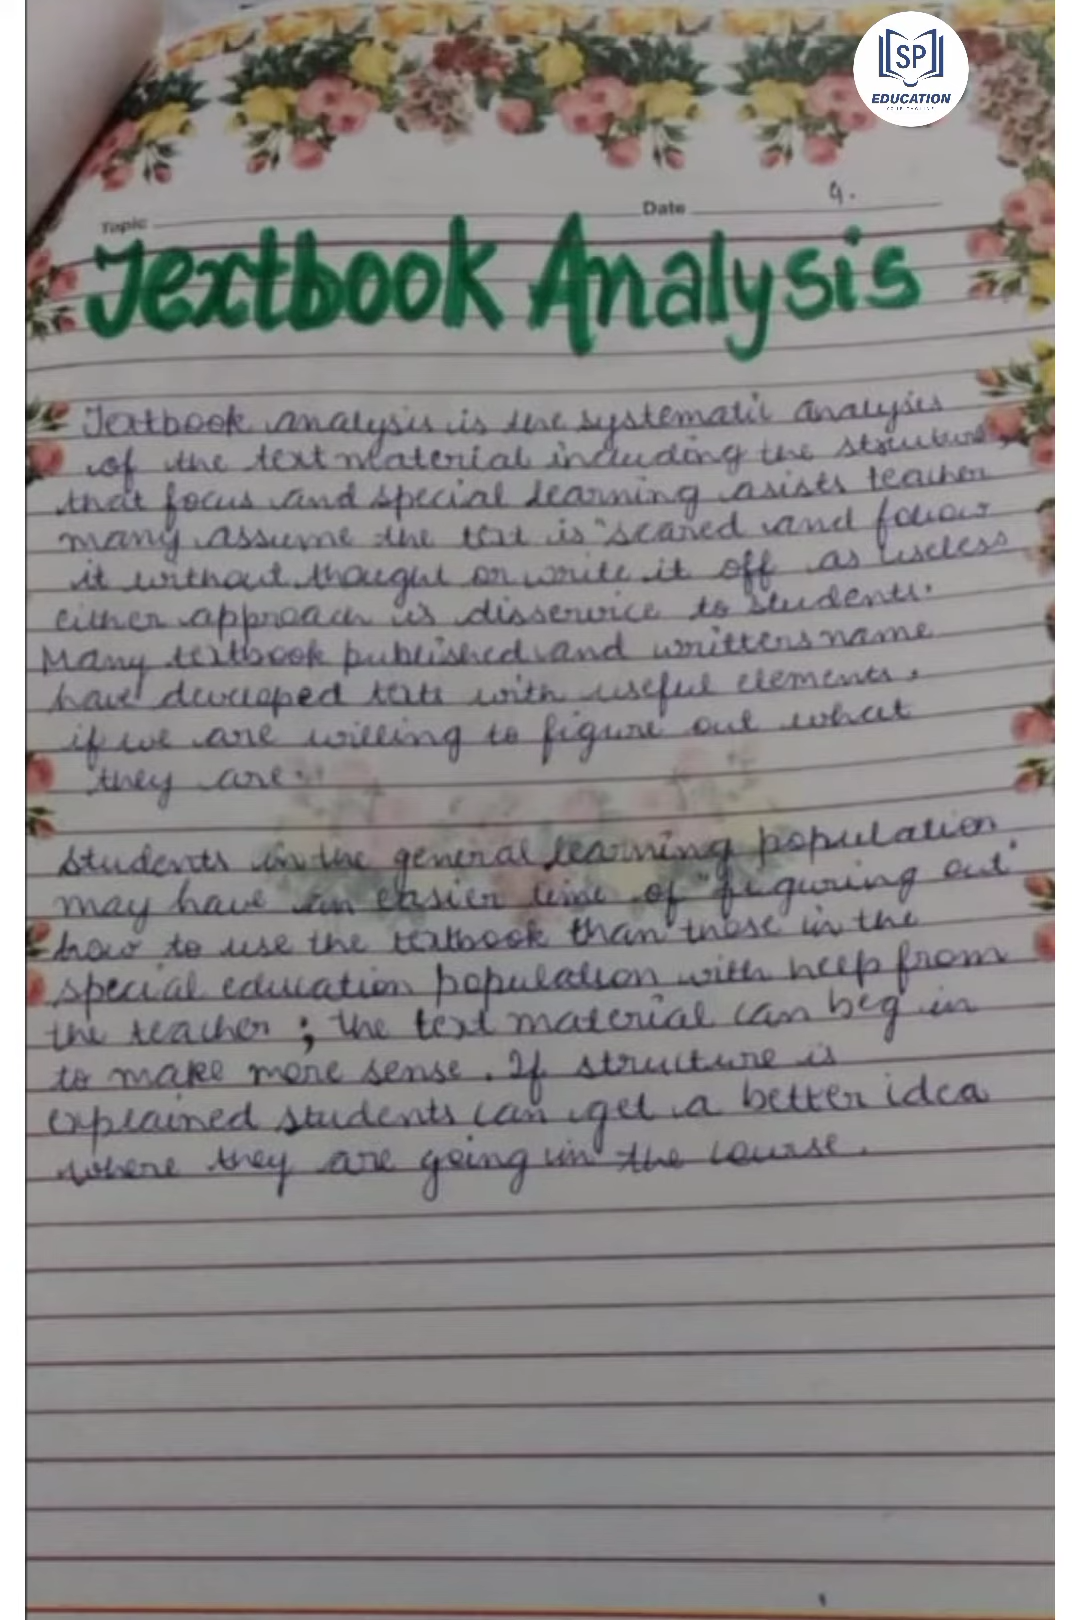 SP
EDUCATION
Topic
Date 4.
Textbook Analysis
Textbook analysis is the systematic analysis
of the text material including the structure
that focus and special learning asists teacher
many assume the text is "scared and follow
it without thought or write it off as useless
either approach is disservice to students.
Many textbook published and writters name
have developed texts with useful elements,
if we are willing to figure out what
they are.
Students in the general learning population
may have an easier time of "figuring out"
how to use the textbook than those in the
special education population with help from
the teacher ; the text material can beg in
to make more sense. If structure is
explained students can get a better idea
where they are going in the course.